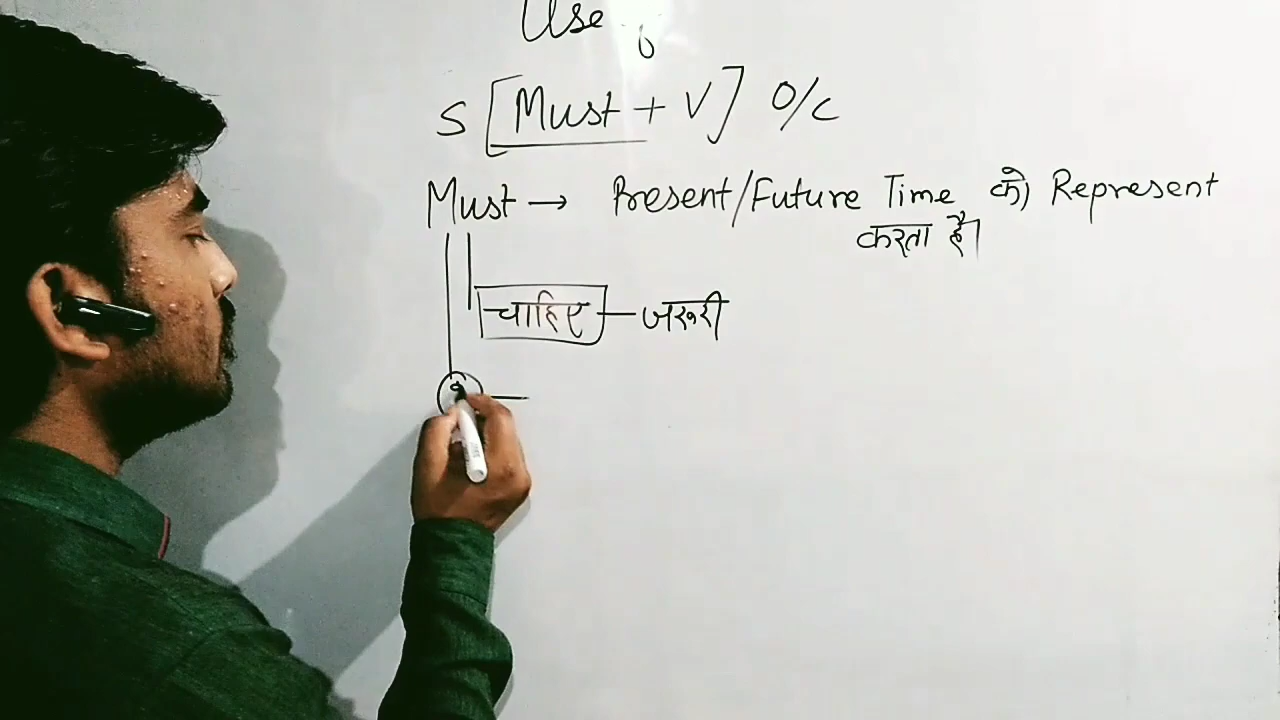 Use
S [Must + V] O/C
Must → Present/Future Time को Represent
करता है।
चाहिए — जरूरी